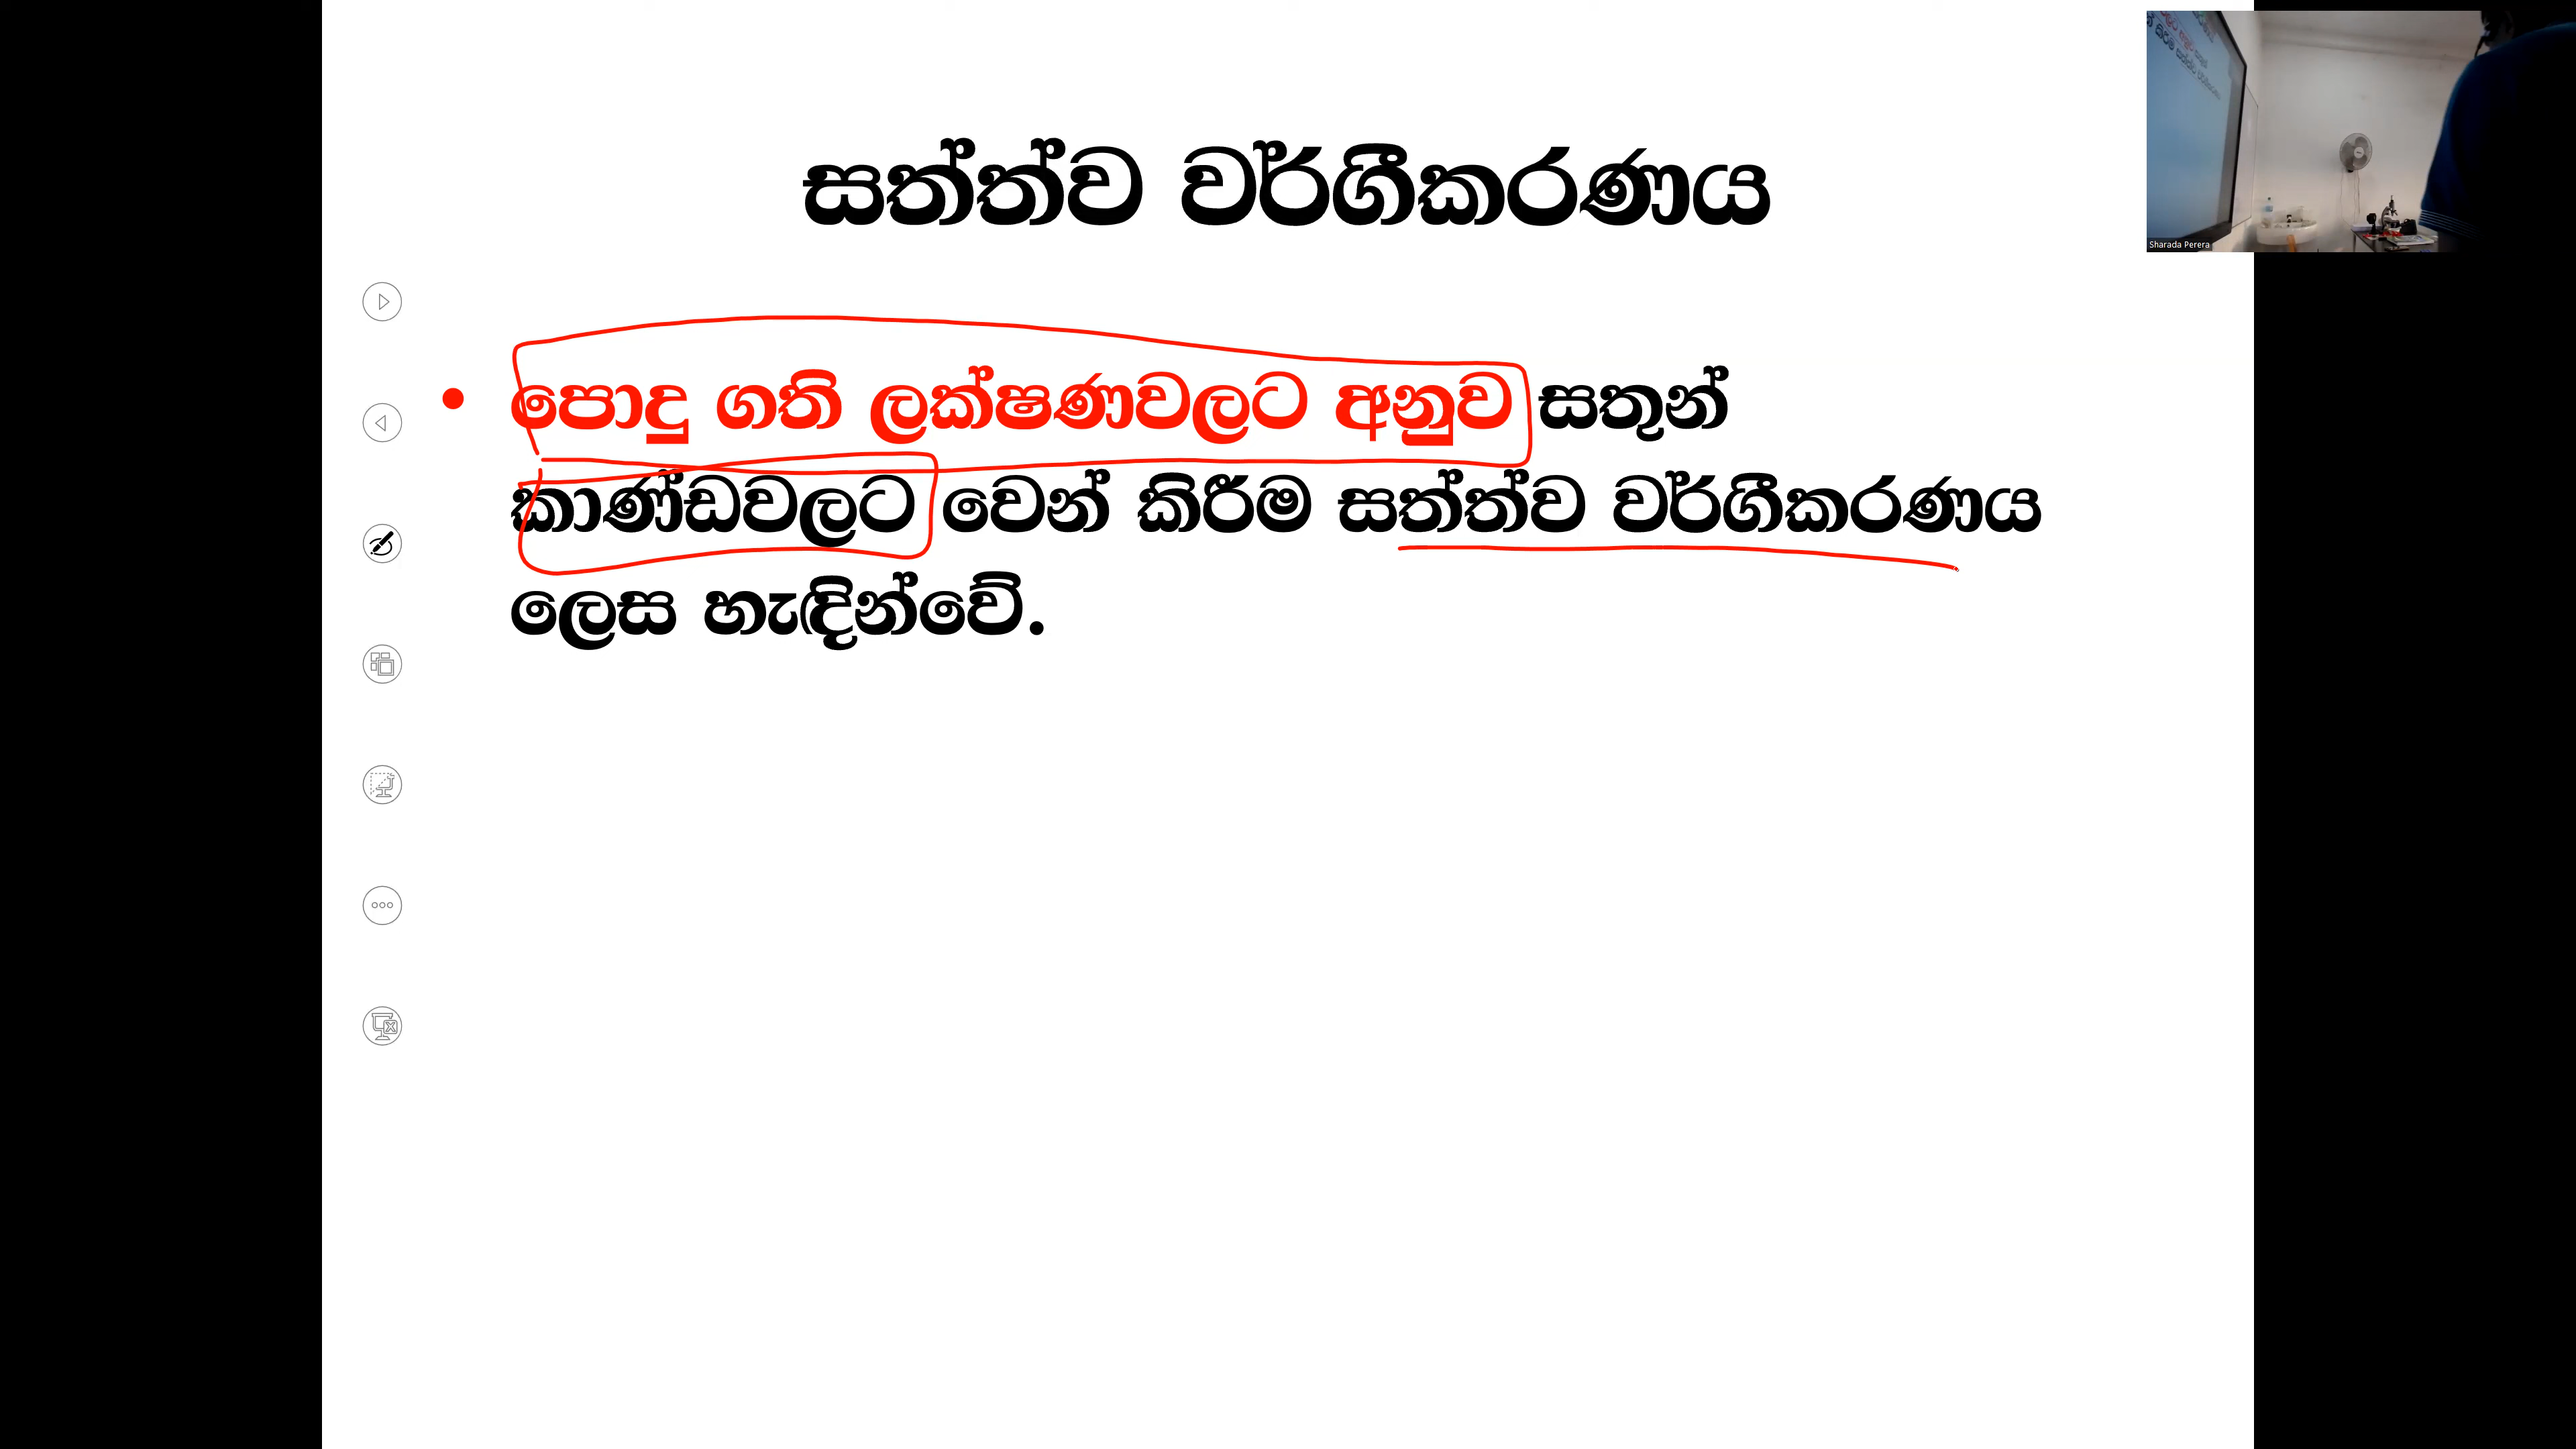 සත්ත්ව වර්ගීකරණය
• පොදු ගති ලක්ෂණවලට අනුව සතුන්
කාණ්ඩවලට වෙන් කිරීම සත්ත්ව වර්ගීකරණය
ලෙස හැඳින්වේ.
Sharada Perera